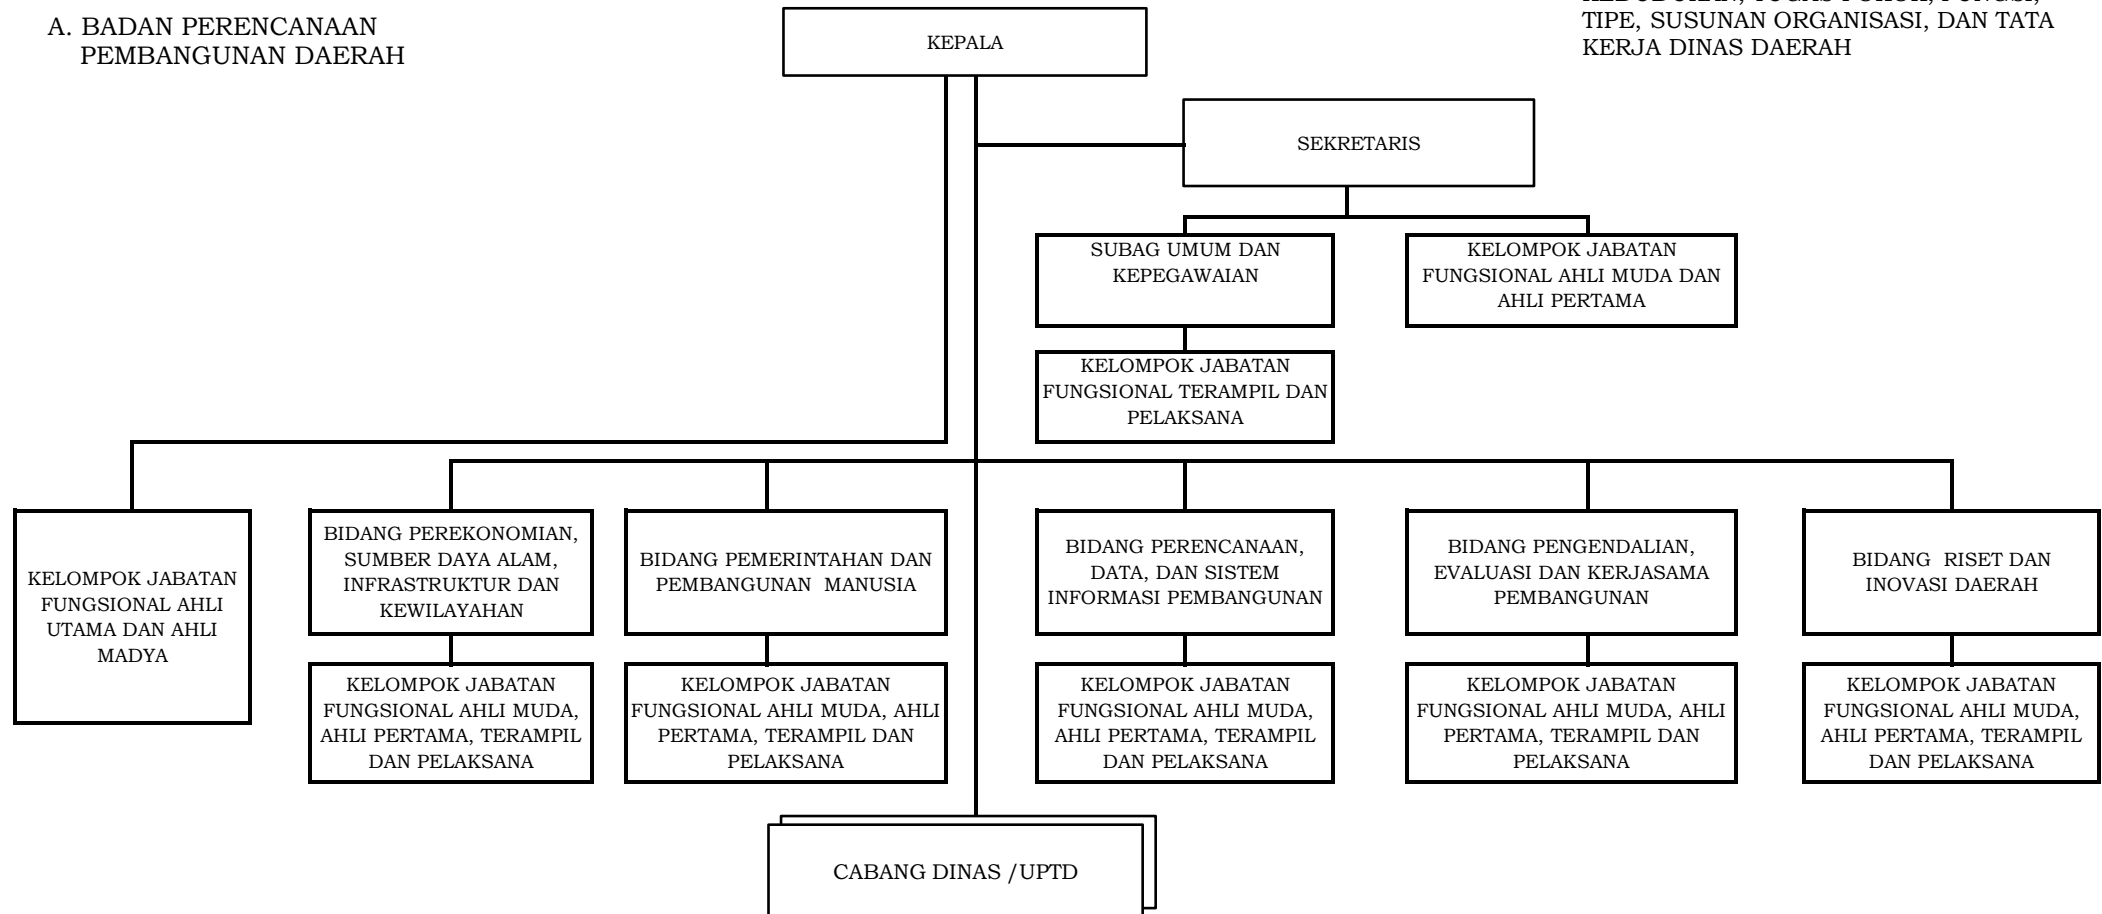 A. BADAN PERENCANAAN
PEMBANGUNAN DAERAH
KEPALA
KEDUDUKAN, TUGAS POKOK, FUNGSI,
TIPE, SUSUNAN ORGANISASI, DAN TATA
KERJA DINAS DAERAH
SEKRETARIS
SUBAG UMUM DAN
KEPEGAWAIAN
KELOMPOK JABATAN
FUNGSIONAL AHLI MUDA DAN
AHLI PERTAMA
KELOMPOK JABATAN
FUNGSIONAL TERAMPIL DAN
PELAKSANA
KELOMPOK JABATAN
FUNGSIONAL AHLI
UTAMA DAN AHLI
MADYA
BIDANG PEREKONOMIAN,
SUMBER DAYA ALAM,
INFRASTRUKTUR DAN
KEWILAYAHAN
BIDANG PEMERINTAHAN DAN
PEMBANGUNAN MANUSIA
BIDANG PERENCANAAN,
DATA, DAN SISTEM
INFORMASI PEMBANGUNAN
BIDANG PENGENDALIAN,
EVALUASI DAN KERJASAMA
PEMBANGUNAN
BIDANG RISET DAN
INOVASI DAERAH
KELOMPOK JABATAN
FUNGSIONAL AHLI MUDA,
AHLI PERTAMA, TERAMPIL
DAN PELAKSANA
KELOMPOK JABATAN
FUNGSIONAL AHLI MUDA, AHLI
PERTAMA, TERAMPIL DAN
PELAKSANA
KELOMPOK JABATAN
FUNGSIONAL AHLI MUDA,
AHLI PERTAMA, TERAMPIL
DAN PELAKSANA
KELOMPOK JABATAN
FUNGSIONAL AHLI MUDA, AHLI
PERTAMA, TERAMPIL DAN
PELAKSANA
KELOMPOK JABATAN
FUNGSIONAL AHLI MUDA,
AHLI PERTAMA, TERAMPIL
DAN PELAKSANA
CABANG DINAS /UPTD